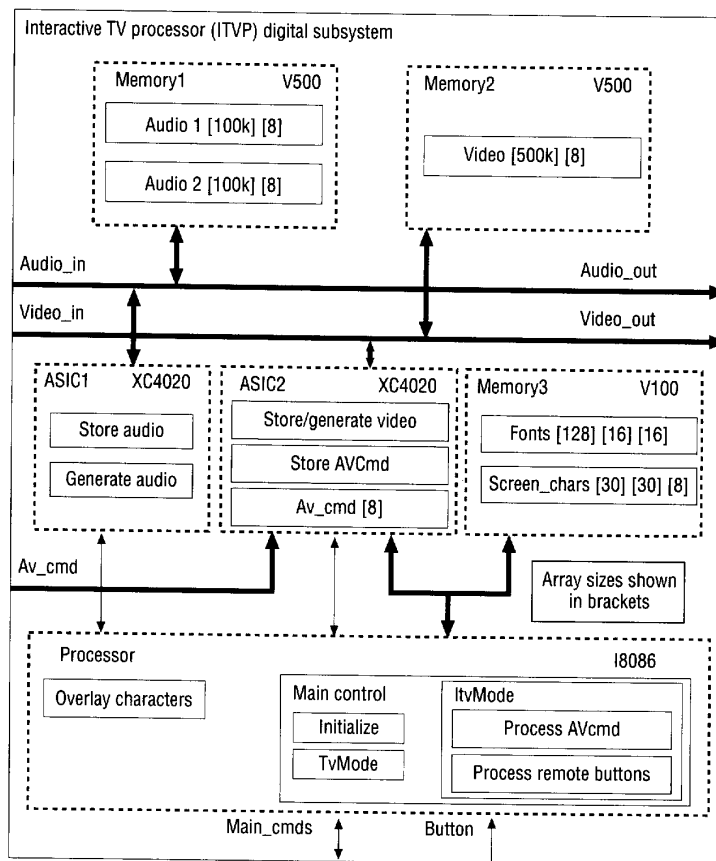 Interactive TV processor (ITVP) digital subsystem
Memory1 V500
Audio 1 [100k] [8]
Audio 2 [100k] [8]
Memory2 V500
Video [500k] [8]
Audio_in
Audio_out
Video_in
Video_out
ASIC1 XC4020
Store audio
Generate audio
ASIC2 XC4020
Store/generate video
Store AVCmd
Av_cmd [8]
Memory3 V100
Fonts [128] [16] [16]
Screen_chars [30] [30] [8]
Av_cmd
Array sizes shown
in brackets
Processor I8086
Overlay characters
Main control
Initialize
TvMode
ItvMode
Process AVcmd
Process remote buttons
Main_cmds
Button